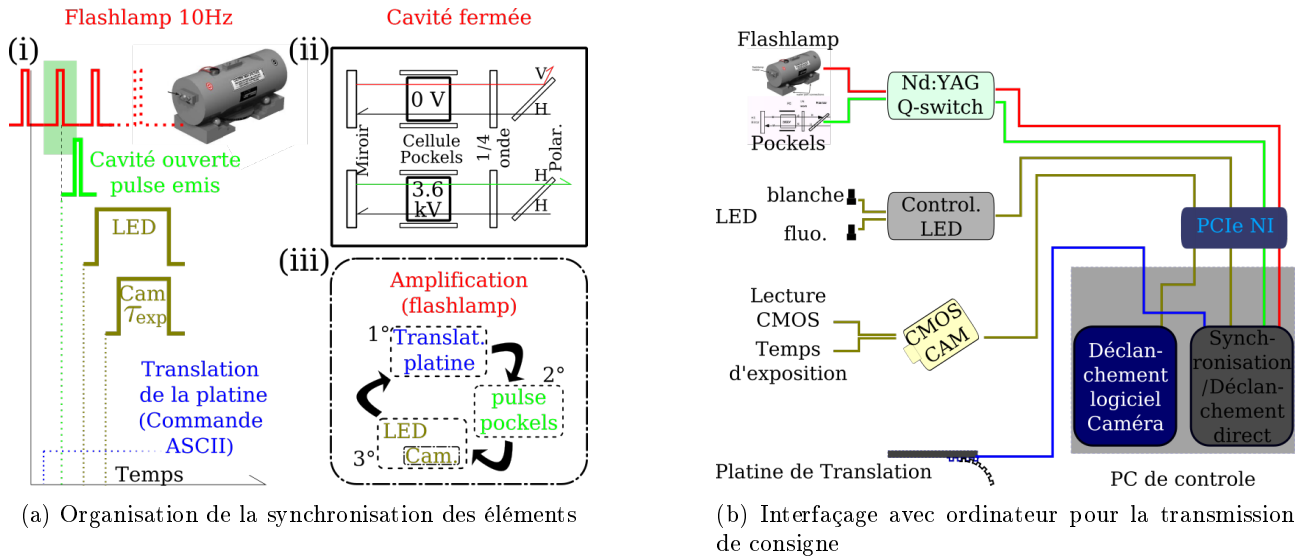 Flashlamp 10Hz
(i)
Cavité ouverte
pulse emis
LED
Cam.
τexp
Translation
de la platine
(Commande
ASCII)
Temps
Cavité fermée
(ii)
V
H
0 V
Miroir
Cellule
Pockels
1/4
onde
Polar.
3.6
kV
H
H
(iii)
Amplification
(flashlamp)
1°
Translat.
platine
2°
pulse
pockels
LED
Cam.
3°
(a) Organisation de la synchronisation des éléments
Flashlamp
Pockels
Nd:YAG
Q-switch
LED
blanche
fluo.
Control.
LED
PCIe NI
Lecture
CMOS
Temps
d'exposition
CMOS
CAM
Déclan-
chement
logiciel
Caméra
Synch-
ronisation
/Déclan-
chement
direct
Platine de Translation
PC de controle
(b) Interfaçage avec ordinateur pour la transmission
de consigne